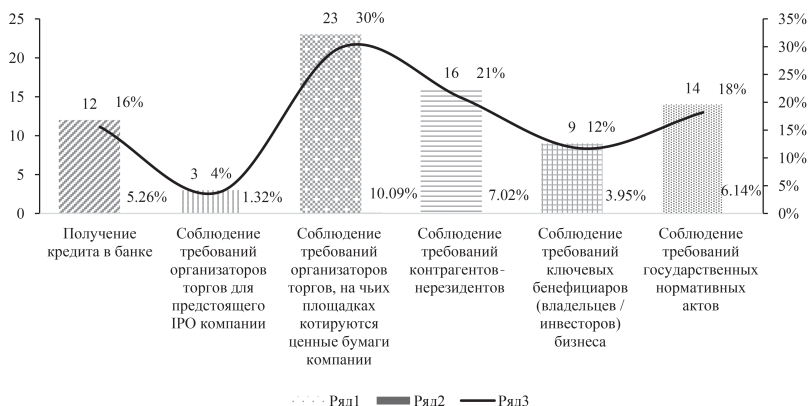 25
20
15
10
5
0
35%
30%
25%
20%
15%
10%
5%
0%
12 16%
5.26%
3 4%
1.32%
23 30%
10.09%
16 21%
7.02%
9 12%
3.95%
14 18%
6.14%
Получение
кредита в банке
Соблюдение
требований
организаторов
торгов для
предстоящего
IPO компании
Соблюдение
требований
организаторов
торгов, на чьих
площадках
котируются
ценные бумаги
компании
Соблюдение
требований
контрагентов-
нерезидентов
Соблюдение
требований
ключевых
бенефициаров
(владельцев /
инвесторов)
бизнеса
Соблюдение
требований
государственных
нормативных
актов
Ряд1 Ряд2 Ряд3